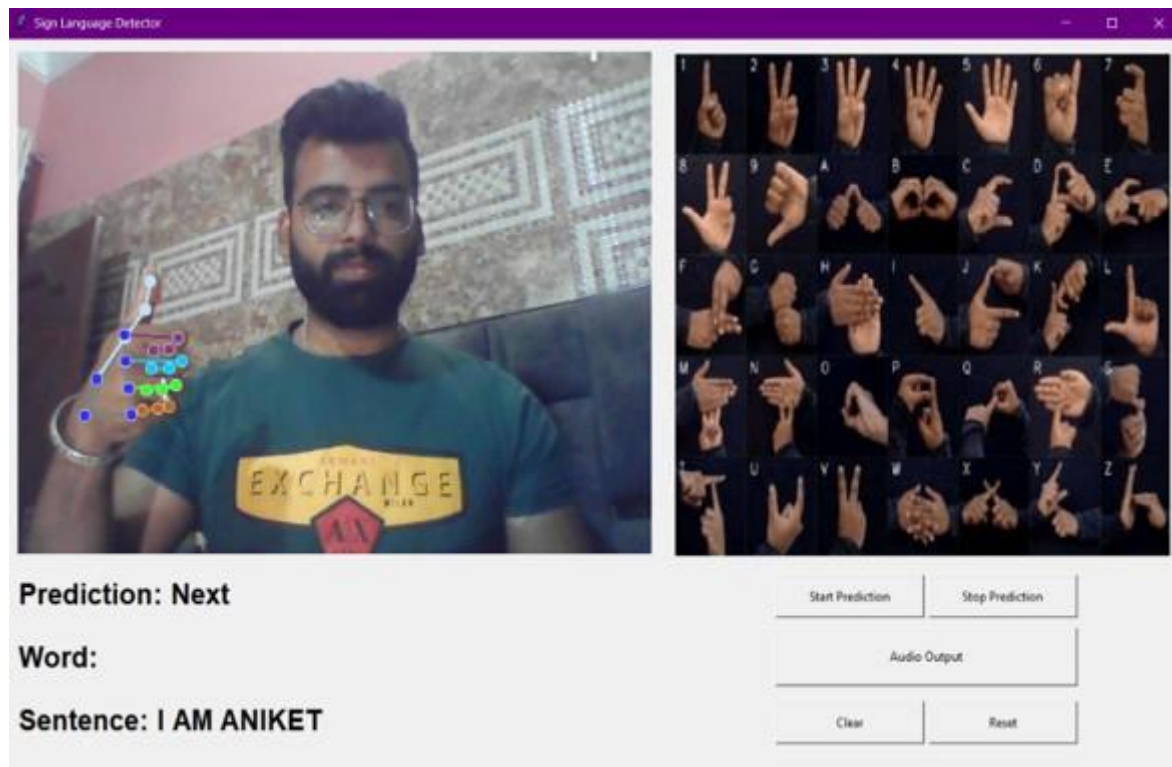 Sign Language Detector
1 2 3 4 5 6 7
8 9 A B C D E
F G H I J K L
M N O P Q R S
T U V W X Y Z
EXCHANGE
MILAN
A|X
Prediction: Next
Word:
Sentence: I AM ANIKET
Start Prediction Stop Prediction
Audio Output
Clear Reset